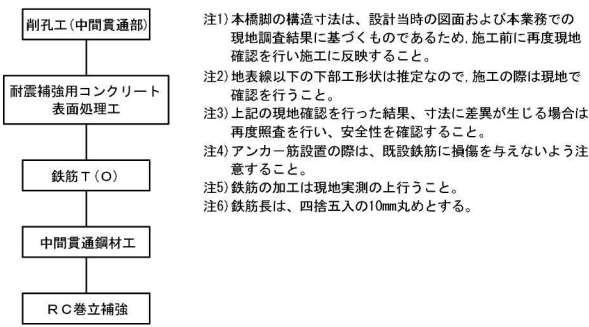 削孔工(中間貫通部)
耐震補強用コンクリート
表面処理工
鉄筋T(O)
中間貫通鋼材工
RC巻立補強
注1)本橋脚の構造寸法は、設計当時の図面および本業務での
現地調査結果に基づくものであるため,施工前に再度現地
確認を行い施工に反映すること。
注2)地表線以下の下部工形状は推定なので,施工の際は現地で
確認を行うこと。
注3)上記の現地確認を行った結果、寸法に差異が生じる場合は
再度照査を行い、安全性を確認すること。
注4)アンカー筋設置の際は、既設鉄筋に損傷を与えないよう注
意すること。
注5)鉄筋の加工は現地実測の上行うこと。
注6)鉄筋長は、四捨五入の10mm丸めとする。